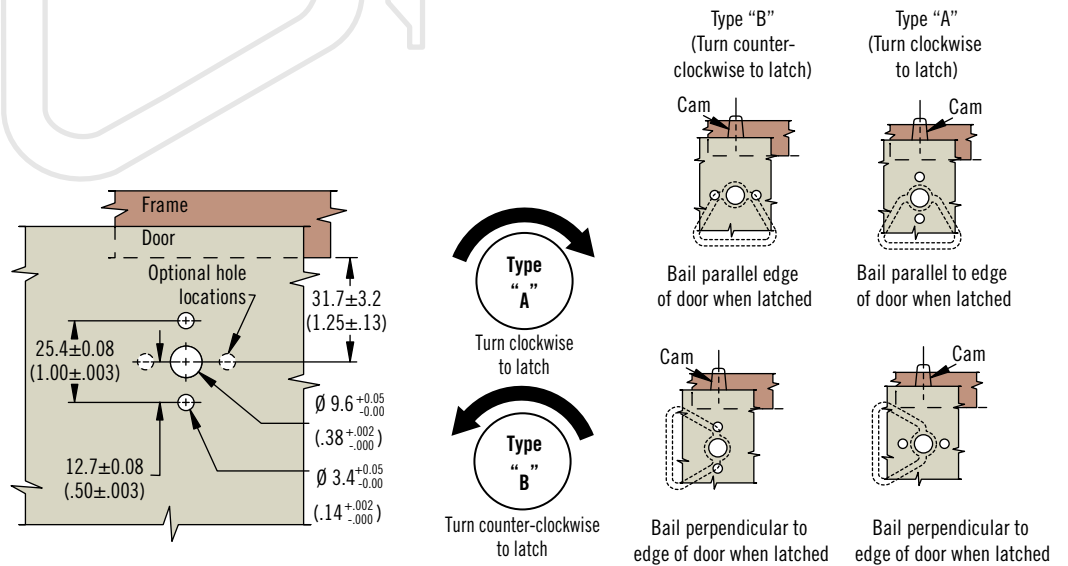 Frame
Door
Optional hole
locations
31.7±3.2
(1.25±.13)
25.4±0.08
(1.00±.003)
Ø 9.6 +0.05
-0.00
(.38 +.002
-.000 )
12.7±0.08
(.50±.003)
Ø 3.4 +0.05
-0.00
(.14 +.002
-.000 )
Type
“A”
Turn clockwise
to latch
Type
“B”
Turn counter-clockwise
to latch
Type “B”
(Turn counter-
clockwise to latch)
Cam
Bail parallel edge
of door when latched
Type “A”
(Turn clockwise
to latch)
Cam
Bail parallel to edge
of door when latched
Cam
Bail perpendicular to
edge of door when latched
Cam
Bail perpendicular to
edge of door when latched